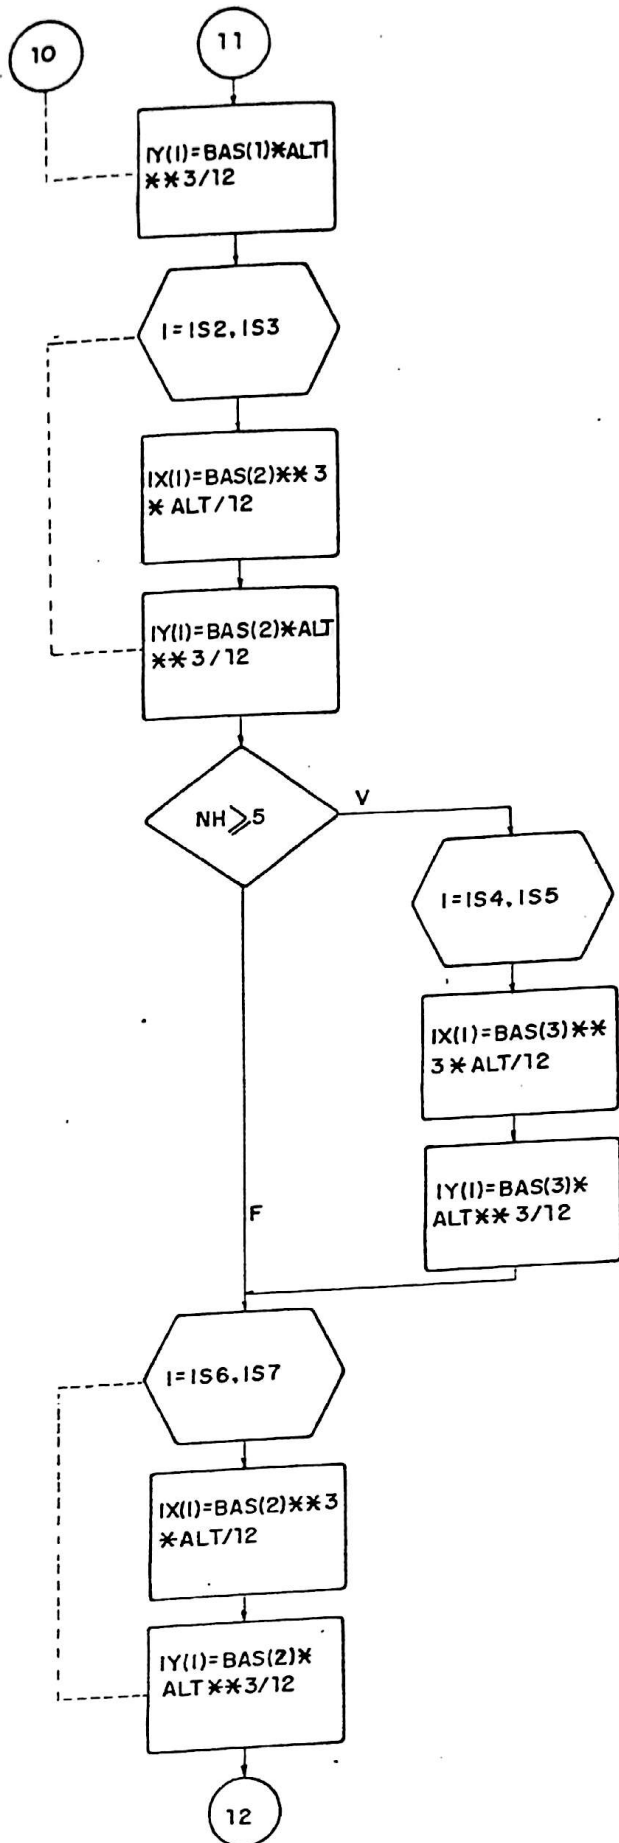 10
11
IY(I)=BAS(1)*ALT1
**3/12
I=IS2,IS3
IX(I)=BAS(2)**3
*ALT/12
IY(I)=BAS(2)*ALT
**3/12
NH⩾5
V
I=IS4,IS5
IX(I)=BAS(3)**
3*ALT/12
IY(I)=BAS(3)*
ALT**3/12
F
I=IS6,IS7
IX(I)=BAS(2)**3
*ALT/12
IY(I)=BAS(2)*
ALT**3/12
12